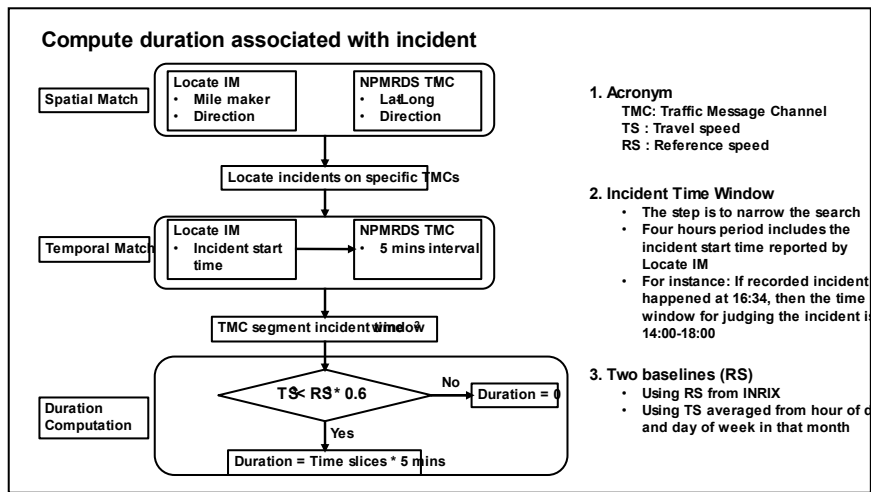 Compute duration associated with incident
Spatial Match
Locate IM
• Mile maker
• Direction
NPMRDS TMC
• Lat-Long
• Direction
Locate incidents on specific TMCs
Temporal Match
Locate IM
• Incident start
time
NPMRDS TMC
• 5 mins interval
TMC segment incident time window²
Duration
Computation
TS < RS³ * 0.6
No
Duration = 0
Yes
Duration = Time slices * 5 mins
1. Acronym
TMC: Traffic Message Channel
TS : Travel speed
RS : Reference speed
2. Incident Time Window
• The step is to narrow the search
• Four hours period includes the
incident start time reported by
Locate IM
• For instance: If recorded incident
happened at 16:34, then the time
window for judging the incident is
14:00-18:00
3. Two baselines (RS)
• Using RS from INRIX
• Using TS averaged from hour of d
and day of week in that month